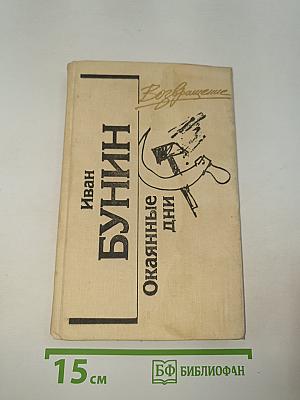 Возвращение
Иван
БУНИН
Окаянные
дни
15 см
БФ БИБЛИОФАН